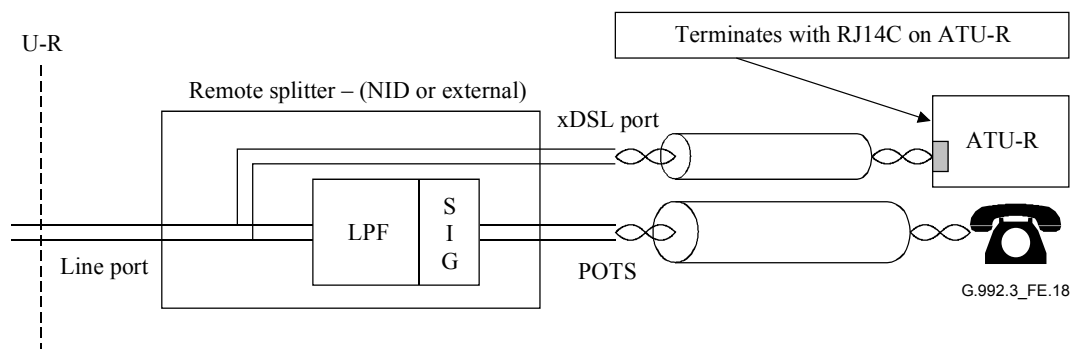 Terminates with RJ14C on ATU-R
U-R
Remote splitter – (NID or external)
xDSL port
ATU-R
LPF
S
I
G
Line port
POTS
G.992.3_FE.18